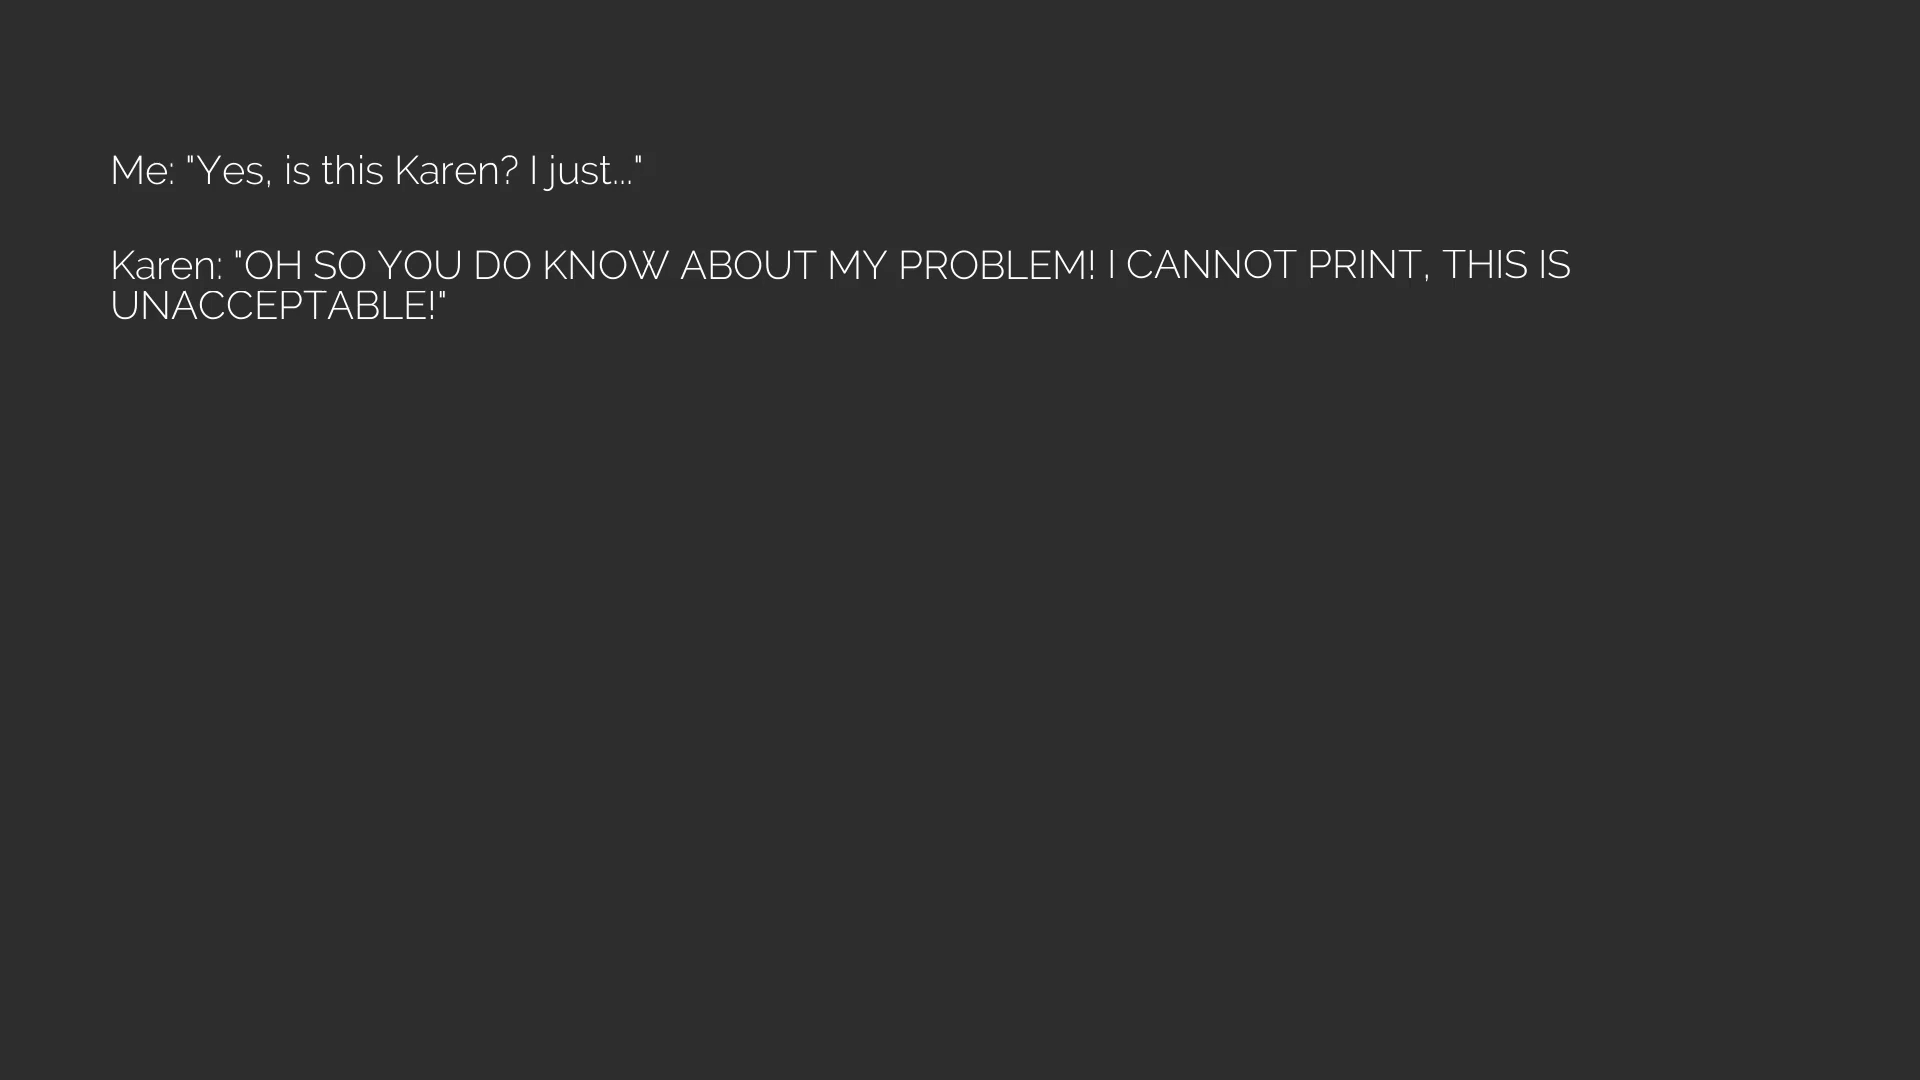 Me: "Yes, is this Karen? I just..."
Karen: "OH SO YOU DO KNOW ABOUT MY PROBLEM! I CANNOT PRINT, THIS IS
UNACCEPTABLE!"